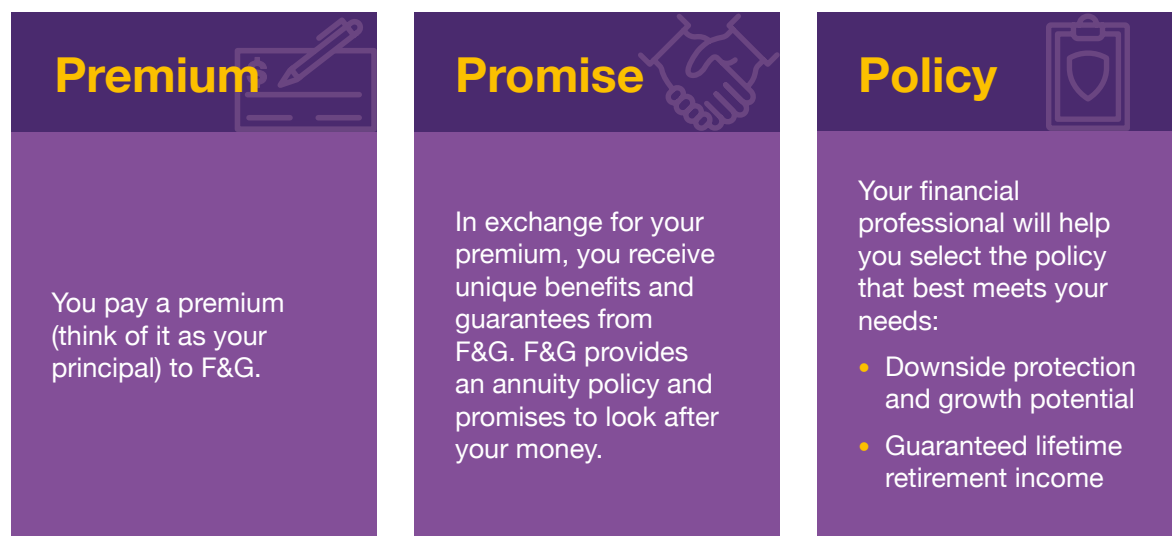 Premium
$
You pay a premium
(think of it as your
principal) to F&G.
Promise
In exchange for your
premium, you receive
unique benefits and
guarantees from
F&G. F&G provides
an annuity policy and
promises to look after
your money.
Policy
Your financial
professional will help
you select the policy
that best meets your
needs:
• Downside protection
and growth potential
• Guaranteed lifetime
retirement income